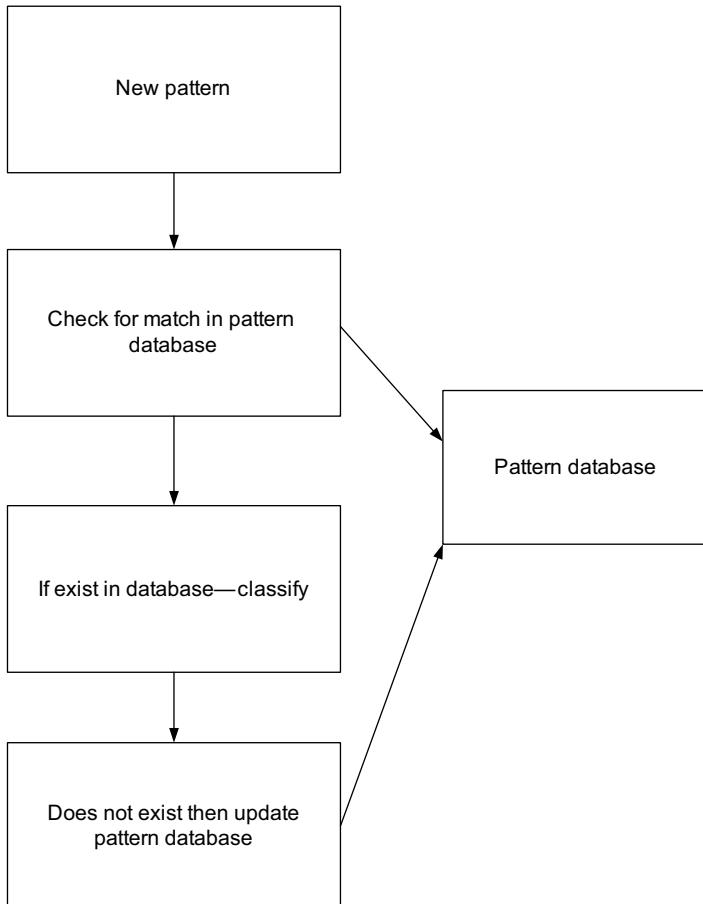 New pattern
Check for match in pattern
database
Pattern database
If exist in database—classify
Does not exist then update
pattern database